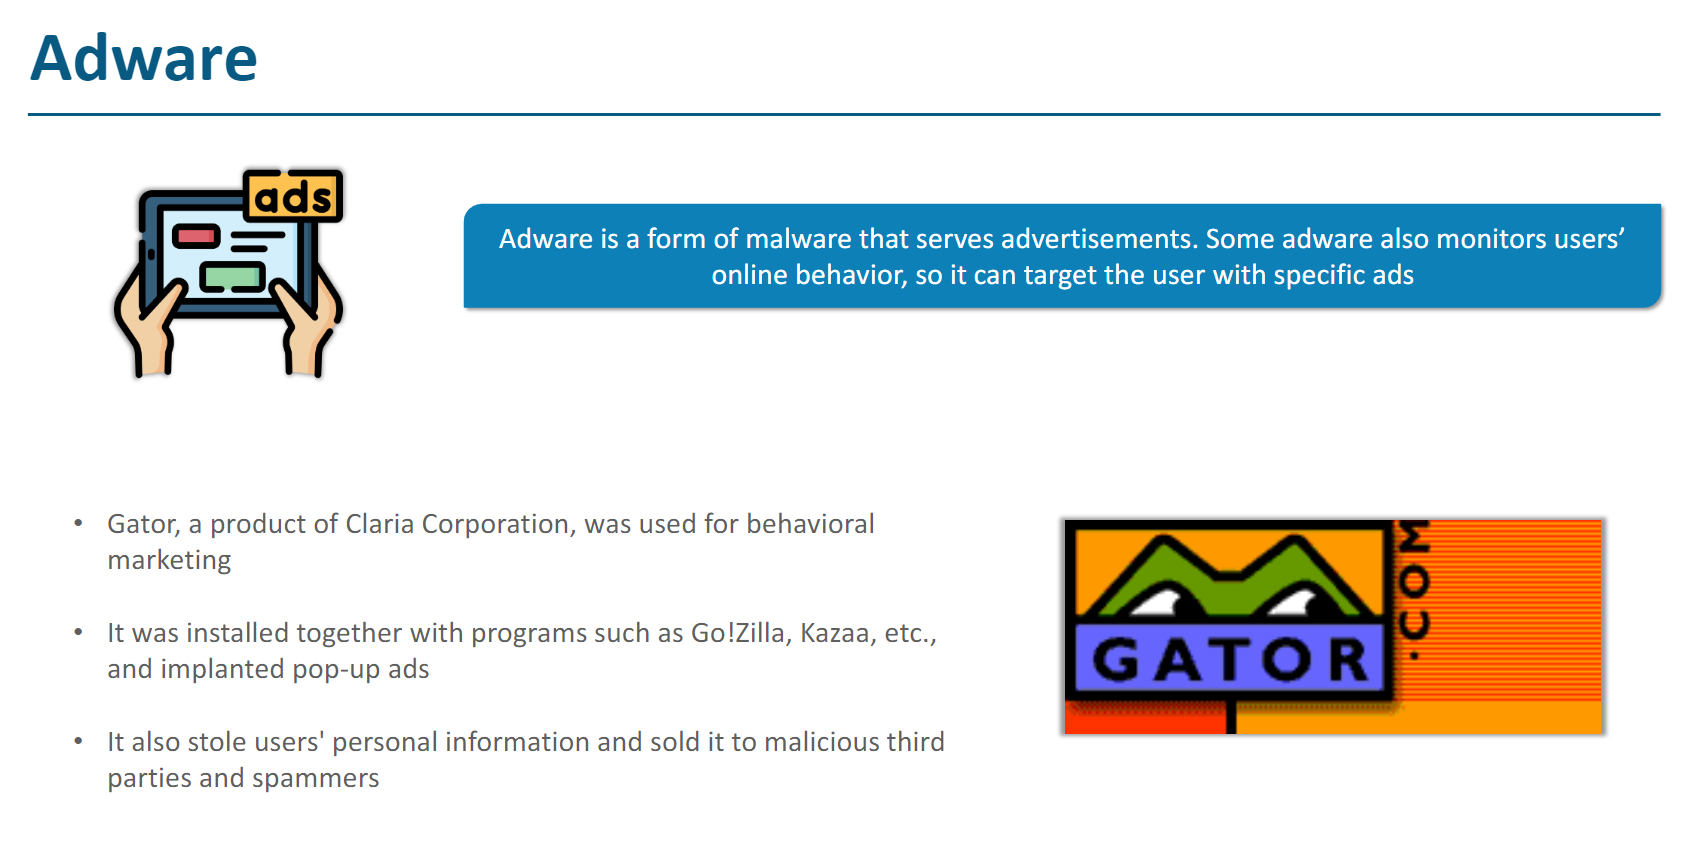 Adware
ads
Adware is a form of malware that serves advertisements. Some adware also monitors users’
online behavior, so it can target the user with specific ads
• Gator, a product of Claria Corporation, was used for behavioral
marketing
• It was installed together with programs such as Go!Zilla, Kazaa, etc.,
and implanted pop-up ads
• It also stole users' personal information and sold it to malicious third
parties and spammers
GATOR
.COM